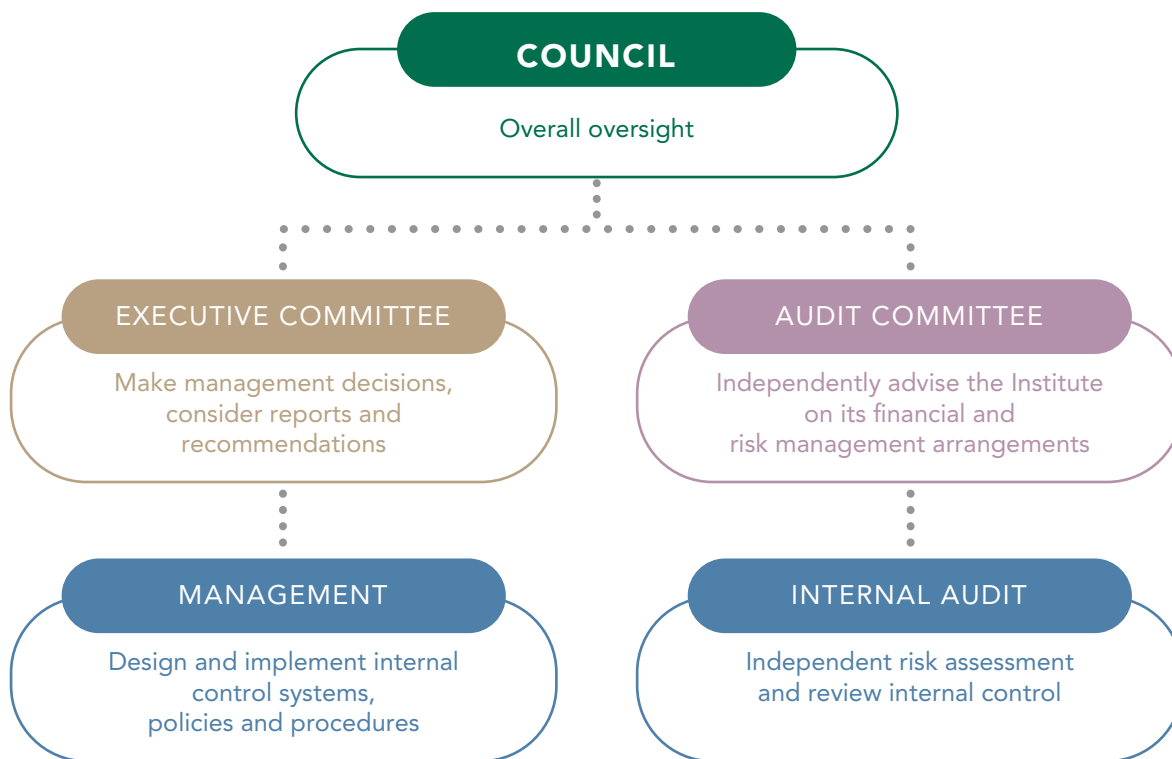 COUNCIL
Overall oversight
EXECUTIVE COMMITTEE
Make management decisions,
consider reports and
recommendations
AUDIT COMMITTEE
Independently advise the Institute
on its financial and
risk management arrangements
MANAGEMENT
Design and implement internal
control systems,
policies and procedures
INTERNAL AUDIT
Independent risk assessment
and review internal control